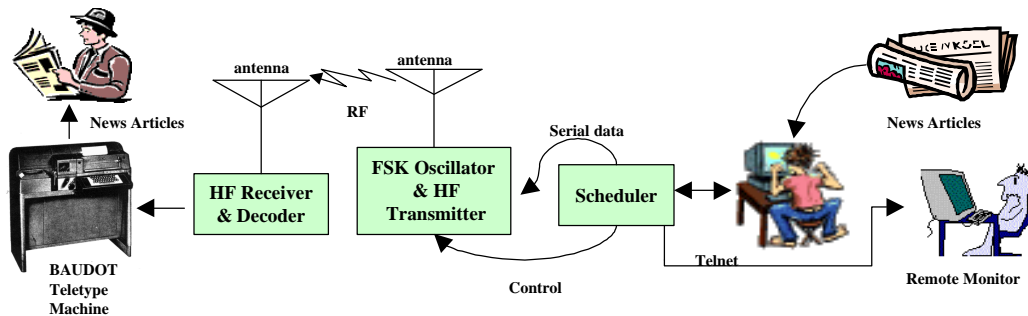 antenna
antenna
RF
News Articles
Serial data
News Articles
HF Receiver
& Decoder
FSK Oscillator
& HF
Transmitter
Scheduler
BAUDOT
Teletype
Machine
Control
Telnet
Remote Monitor